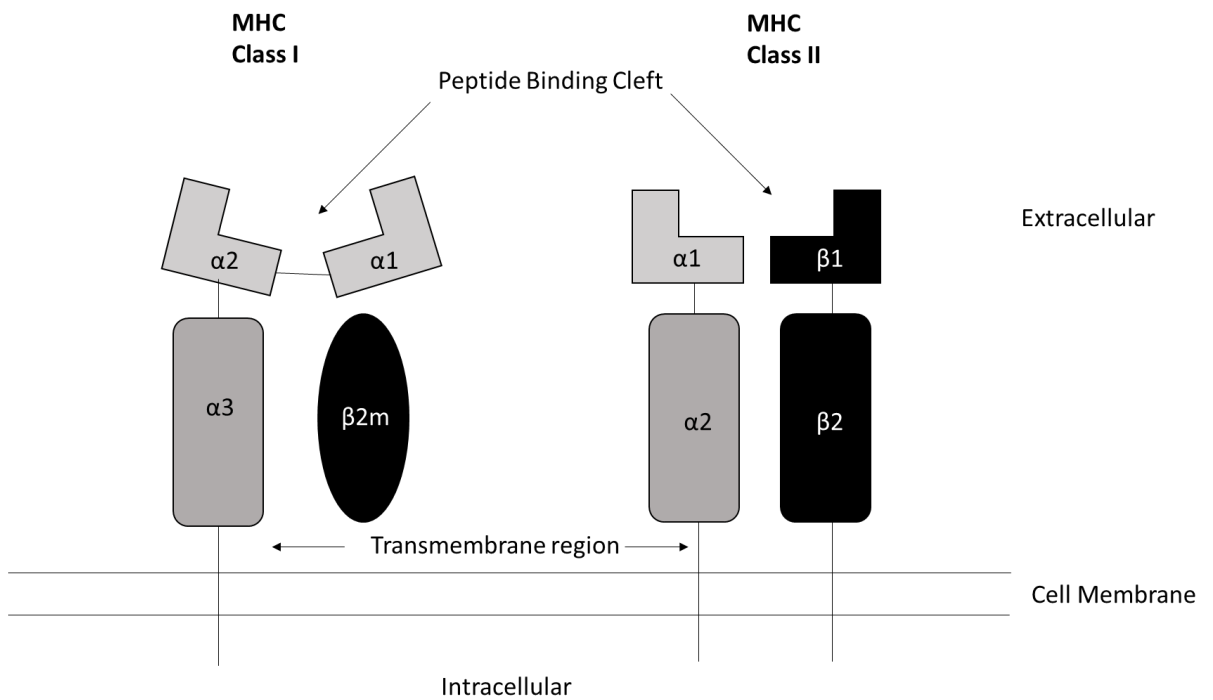 MHC
Class I
MHC
Class II
Peptide Binding Cleft
Extracellular
α2
α1
α1
β1
α3
β2m
α2
β2
Transmembrane region
Cell Membrane
Intracellular